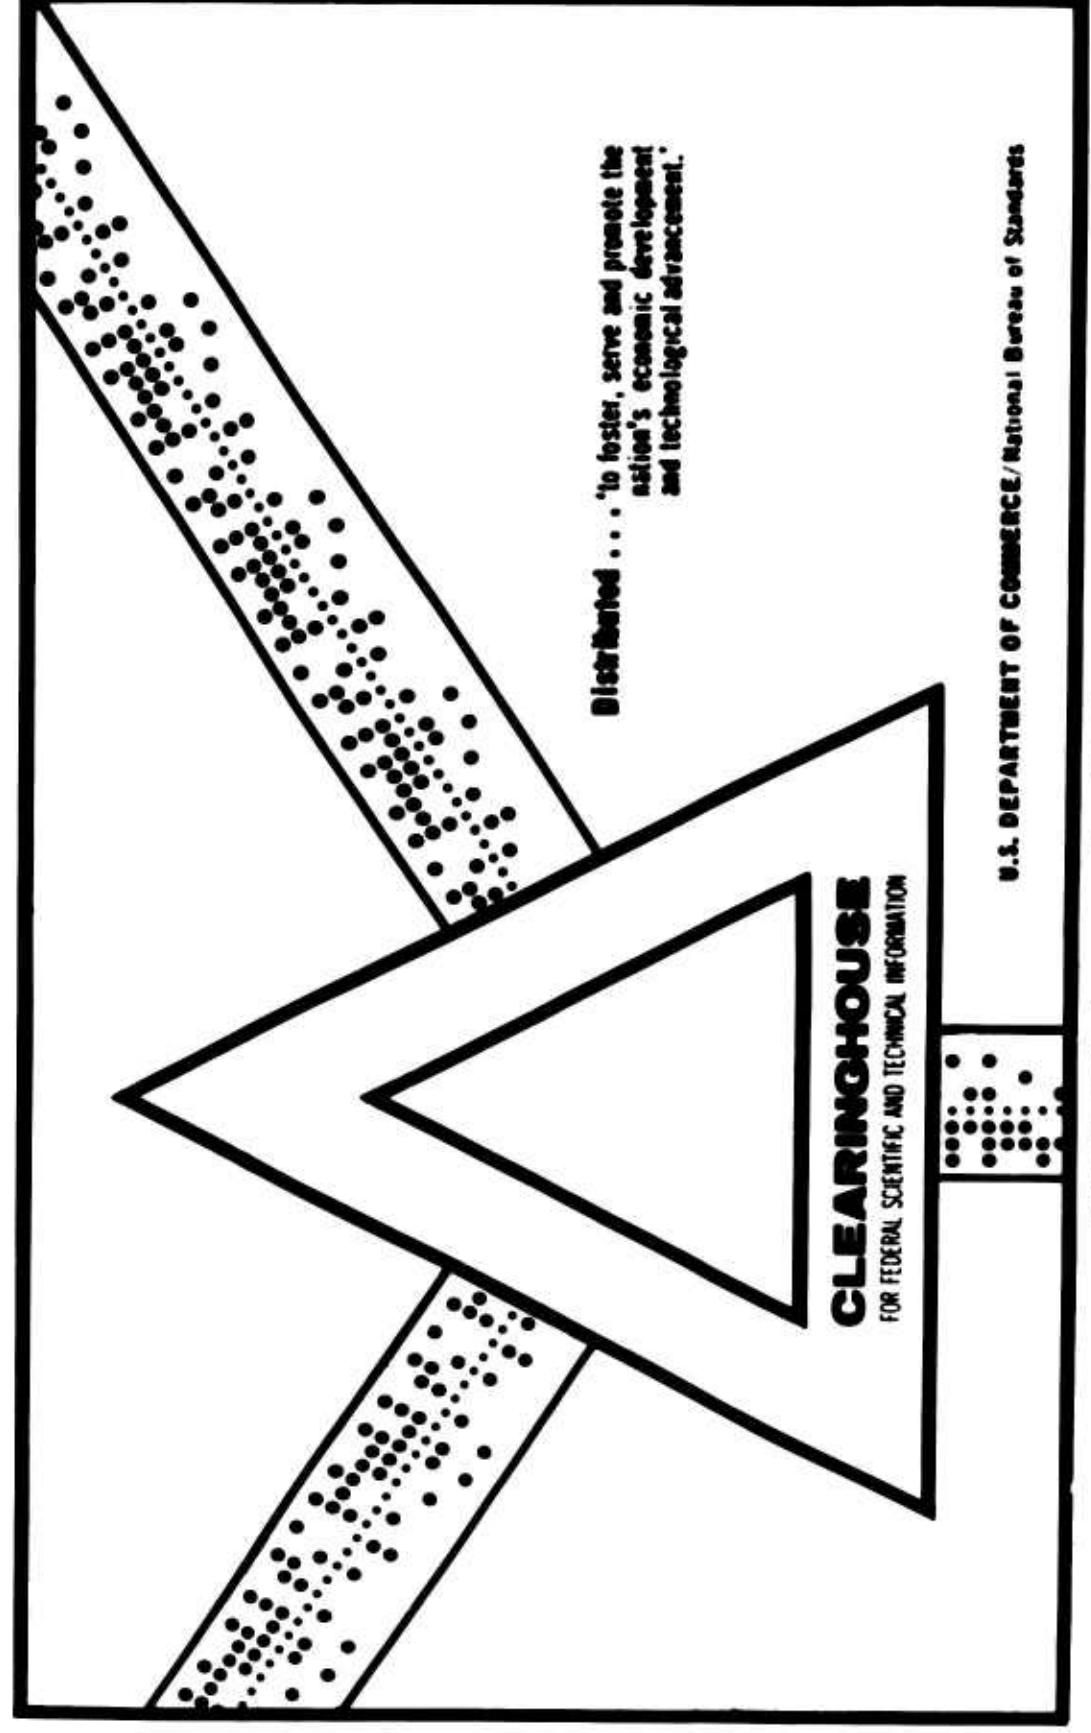 Distributed . . . "to foster, serve and promote the
nation's economic development
and technological advancement."
CLEARINGHOUSE
FOR FEDERAL SCIENTIFIC AND TECHNICAL INFORMATION
U.S. DEPARTMENT OF COMMERCE/National Bureau of Standards